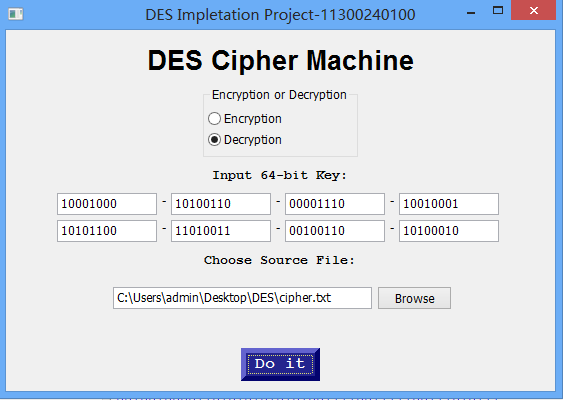 DES Impletation Project-11300240100
DES Cipher Machine
Encryption or Decryption
Encryption
Decryption
Input 64-bit Key:
10001000 - 10100110 - 00001110 - 10010001
10101100 - 11010011 - 00100110 - 10100010
Choose Source File:
C:\Users\admin\Desktop\DES\cipher.txt Browse
Do it